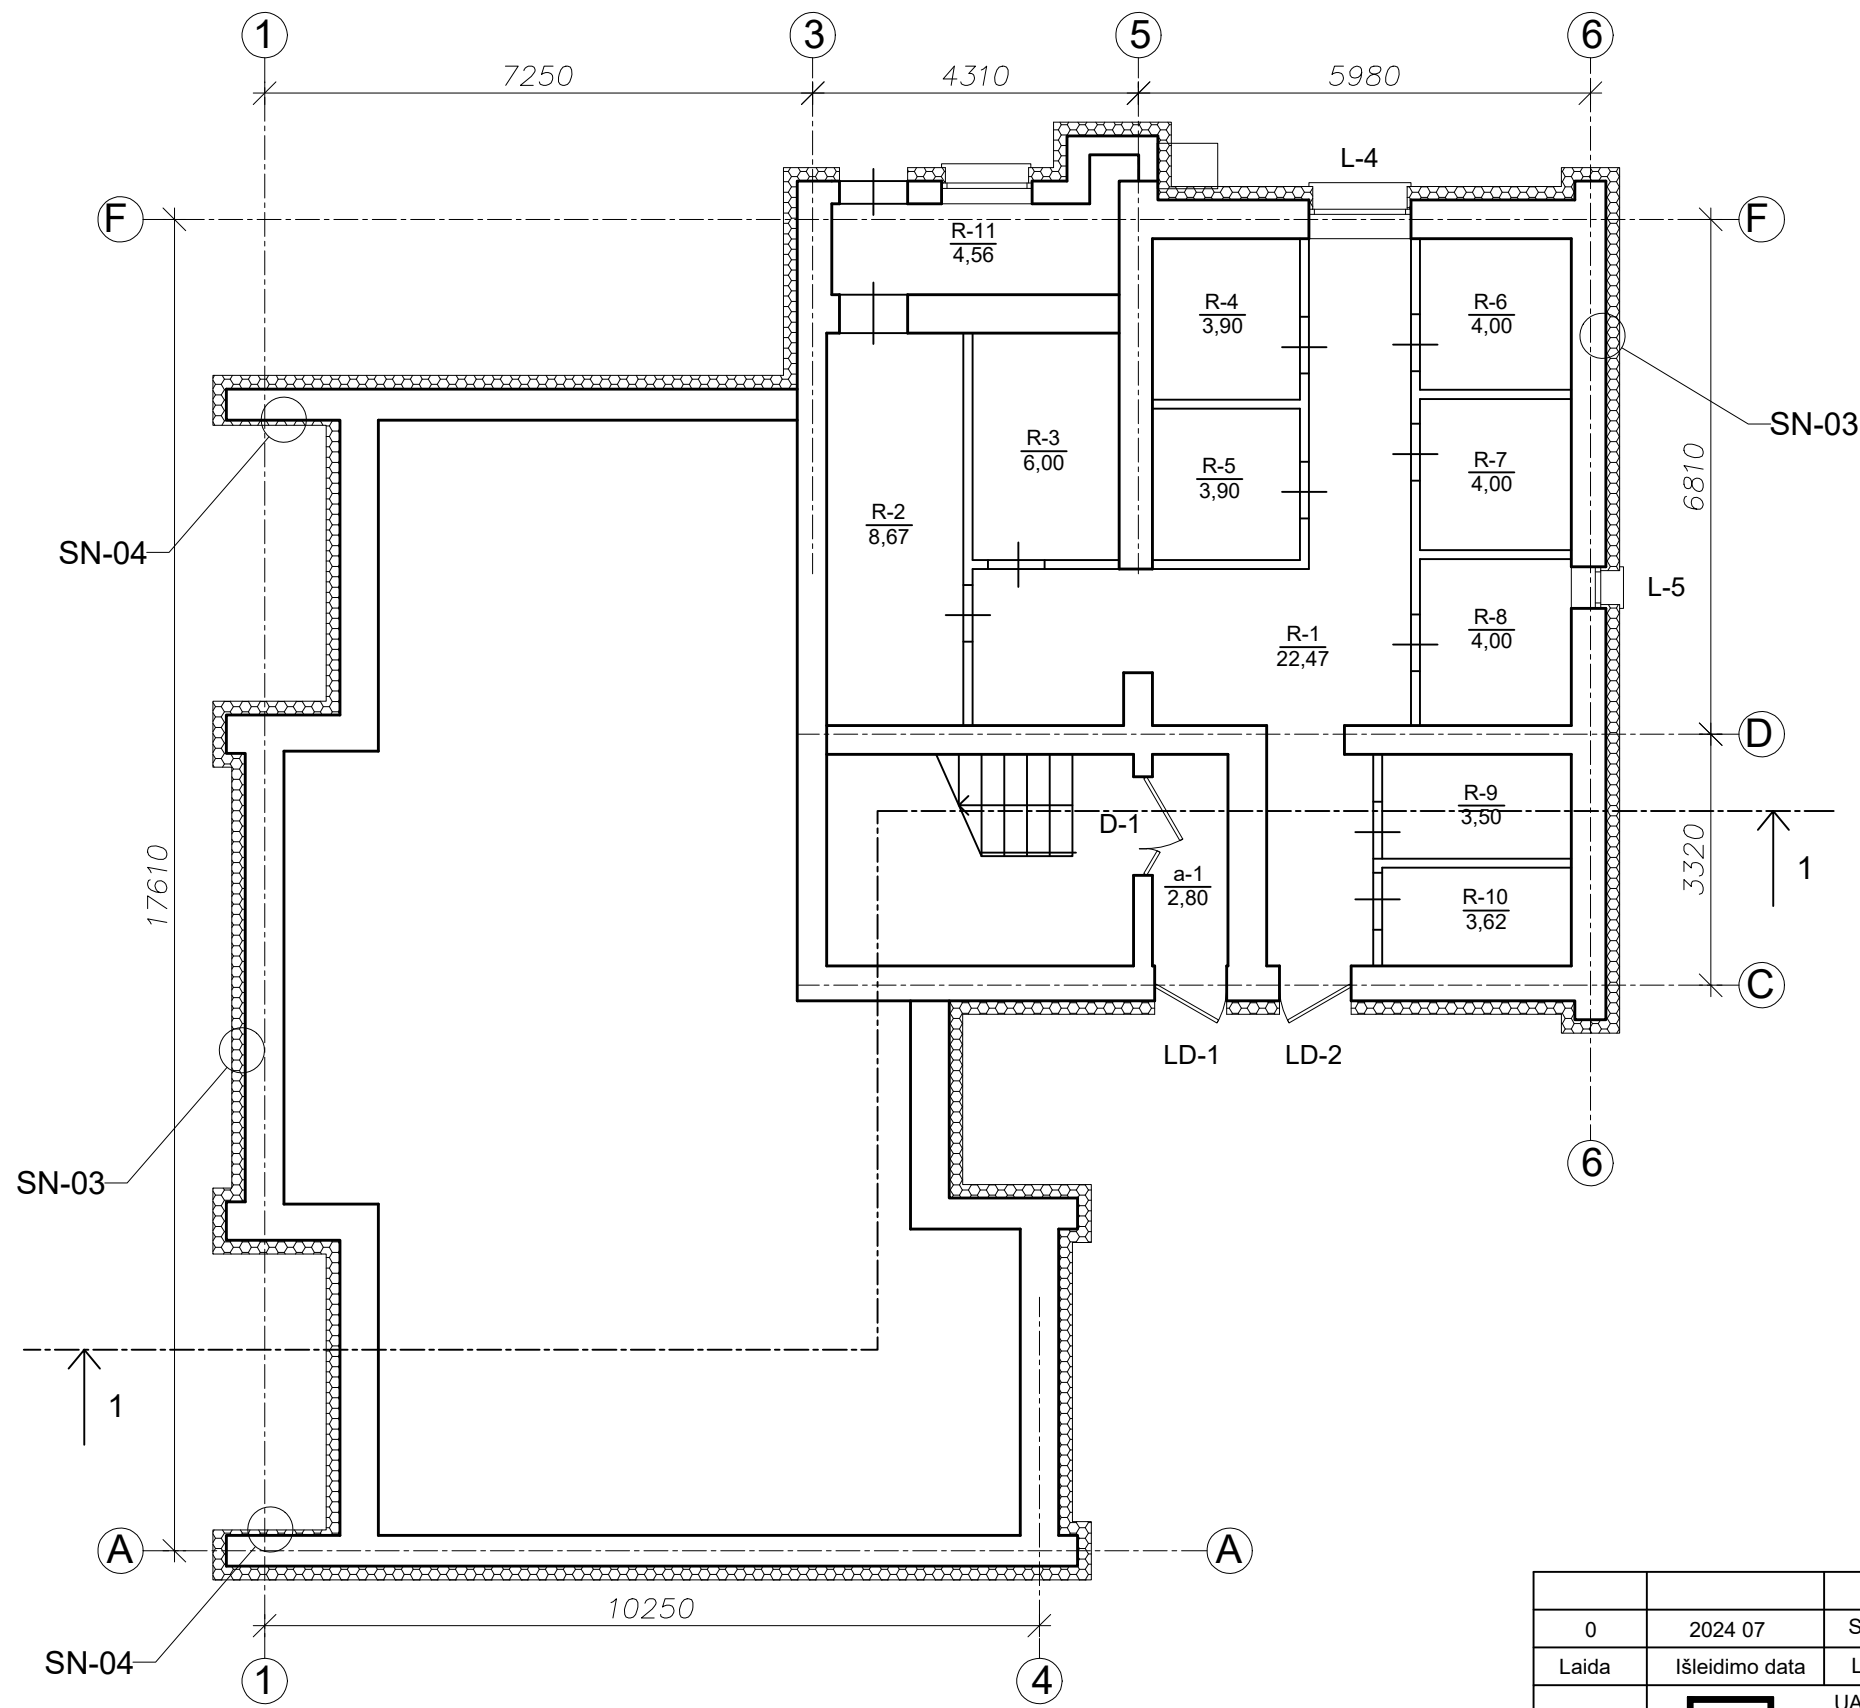 1 3 5 6
7250 4310 5980
L-4
F F
R-11
4,56
R-4
3,90
R-6
4,00
SN-03
R-3
6,00
R-5
3,90
R-7
4,00
6810
R-2
8,67
SN-04
L-5
R-8
4,00
R-1
22,47
D
R-9
3,50
D-1
3320
1
17610
a-1
2,80
R-10
3,62
C
LD-1 LD-2
6
SN-03
1
A A
10250
SN-04
1 4
0 2024 07 S
Laida Išleidimo data L
UA